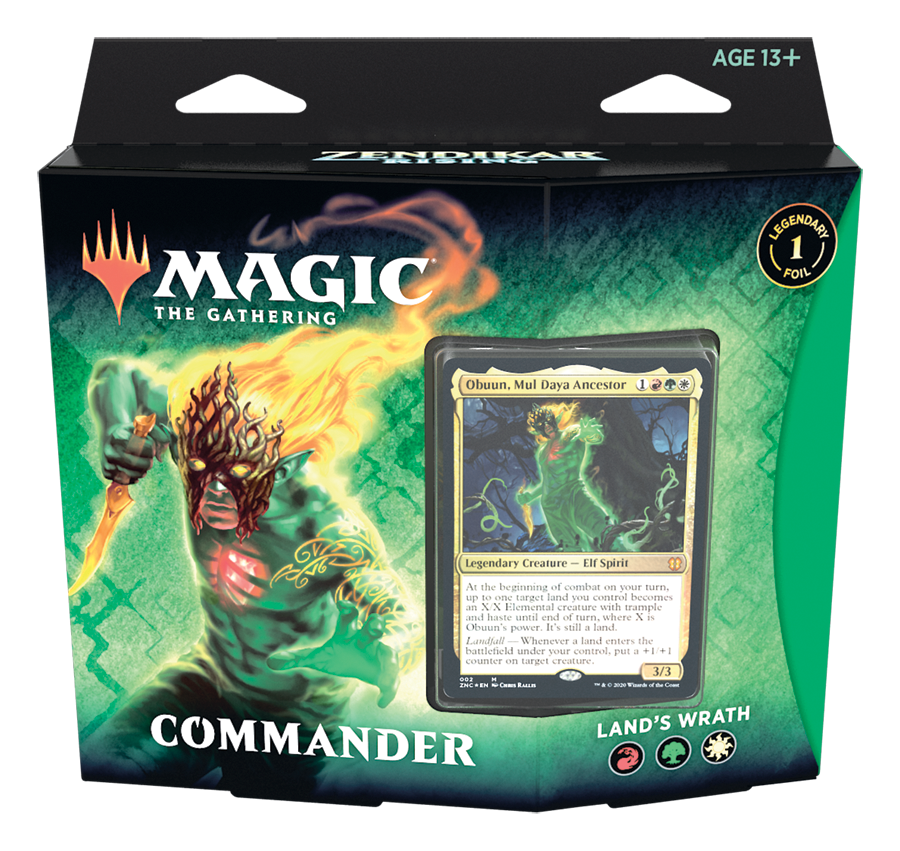 AGE 13+
ZENDIKAR
RISING
LEGENDARY
1
FOIL
MAGIC
THE GATHERING
Obuun, Mul Daya Ancestor 1
Legendary Creature — Elf Spirit
At the beginning of combat on your turn,
up to one target land you control becomes
an X/X Elemental creature with trample
and haste until end of turn, where X is
Obuun's power. It's still a land.
Landfall — Whenever a land enters the
battlefield under your control, put a +1/+1
counter on target creature.
3/3
002 M
ZNC ★ EN Chris Rallis ™ & © 2020 Wizards of the Coast
COMMANDER
LAND'S WRATH